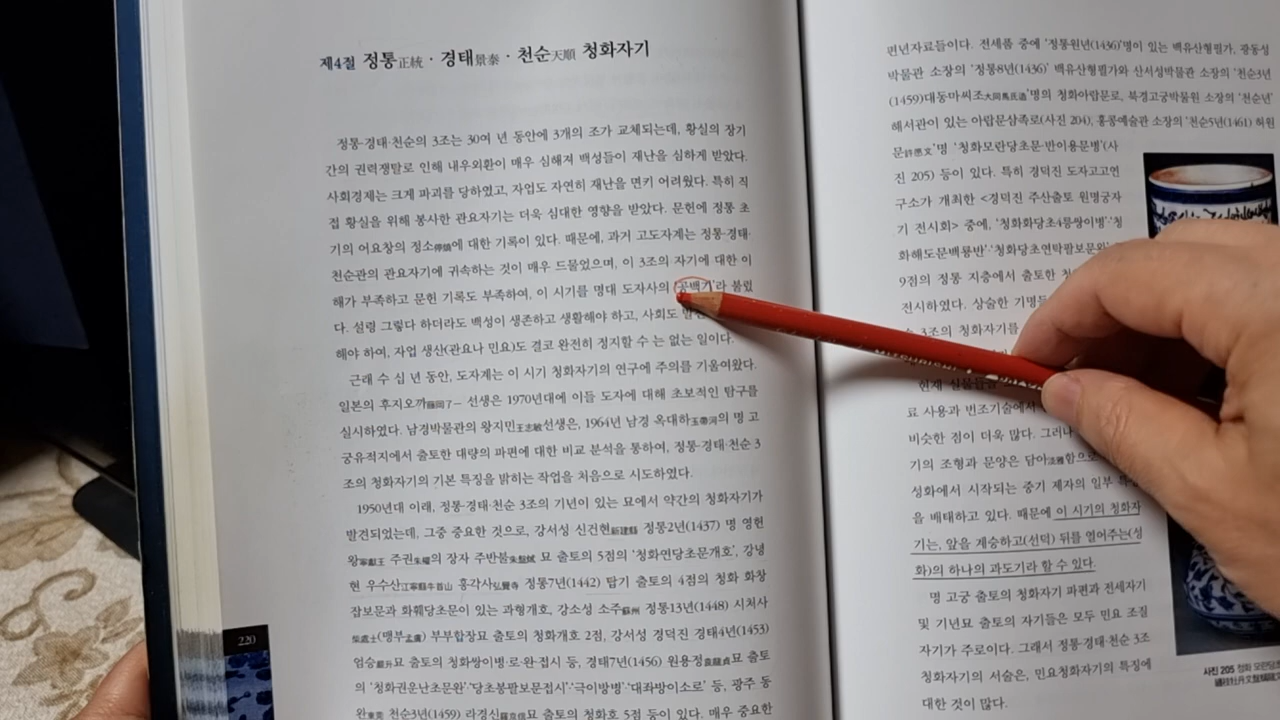 제4절 정통正統 · 경태景泰 · 천순天順 청화자기
정통·경태·천순의 3조는 30여 년 동안에 3개의 조가 교체되는데, 황실의 장기
간의 권력쟁탈로 인해 내우외환이 매우 심해져 백성들이 재난을 심하게 받았다.
사회경제는 크게 파괴를 당하였고, 자업도 자연히 재난을 면키 어려웠다. 특히 직
접 황실을 위해 봉사한 관요자기는 더욱 심대한 영향을 받았다. 문헌에 정통 초
기의 어요창의 정소停燒에 대한 기록이 있다. 때문에, 과거 고도자계는 정통·경태·
천순관의 관요자기에 귀속하는 것이 매우 드물었으며, 이 3조의 자기에 대한 이
해가 부족하고 문헌 기록도 부족하여, 이 시기를 명대 도자사의 '공백기'라 불렀
다. 설령 그렇다 하더라도 백성이 생존하고 생활해야 하고, 사회도
해야 하여, 자업 생산(관요나 민요)도 결코 완전히 정지할 수 는 없는 일이다.
근래 수 십 년 동안, 도자계는 이 시기 청화자기의 연구에 주의를 기울여왔다.
일본의 후지오까藤岡了一 선생은 1970년대에 이들 도자에 대해 초보적인 탐구를
실시하였다. 남경박물관의 왕지민王志敏선생은, 1964년 남경 옥대하玉帶河의 명 고
궁유적지에서 출토한 대량의 파편에 대한 비교 분석을 통하여, 정통·경태·천순 3
조의 청화자기의 기본 특징을 밝히는 작업을 처음으로 시도하였다.
1950년대 이래, 정통·경태·천순 3조의 기년이 있는 묘에서 약간의 청화자기가
발견되었는데, 그중 중요한 것으로, 강서성 신건현新建縣 정통2년(1437) 명 영헌
왕寧獻王 주권朱權의 장자 주반불 묘 출토의 5점의 '청화연당초문개호', 강녕
현 우수산江寧縣牛首山 홍각사弘覺寺 정통7년(1442) 탑기 출토의 4점의 청화 화창
잡보문과 화훼당초문이 있는 과형개호, 강소성 소주蘇州 정통13년(1448) 시처사
柴處士(맹부孟膚) 부부합장묘 출토의 청화개호 2점, 강서성 경덕진 경태4년(1453)
엄승嚴升묘 출토의 청화쌍이병·로·완·접시 등, 경태7년(1456) 원용정袁龍貞묘 출토
의 '청화권운난초문완'·'당초봉팔보문접시'·'극이방병'·'대좌방이소로' 등, 광주 동
완東莞 천순3년(1459) 라경신羅亨信묘 출토의 청화호 5점 등이 있다. 매우 중요한
220
편년자료들이다. 전세품 중에 '정통원년(1436)'명이 있는 백유산형필가, 광동성
박물관 소장의 '정통8년(1436)' 백유산형필가와 산서성박물관 소장의 '천순3년
(1459)대동마씨조大同馬氏造'명의 청화아람문로, 북경고궁박물원 소장의 '천순년'
해서관이 있는 아랍문삼족로(사진 204), 홍콩예술관 소장의 '천순5년(1461) 허원
문許愿文'명 '청화모란당초문·반이용문병'(사
진 205) 등이 있다. 특히 경덕진 도자고고연
구소가 개최한 <경덕진 주산출토 원명궁자
기 전시회> 중에, '청화화당초4릉쌍이병'·'청
화해도문백룡반'·'청화당초연탁팔보문완'
9점의 정통 지층에서 출토한
전시하였다. 상술한 기명들
3조의 청화자기를
현재 실물들을
료 사용과 번조기술에서
비슷한 점이 더욱 많다. 그러나
기의 조형과 문양은 담아淡雅함으로
성화에서 시작되는 중기 제자의 일부 특
을 배태하고 있다. 때문에 이 시기의 청화자
기는, 앞을 계승하고(선덕) 뒤를 열어주는(성
화)의 하나의 과도기라 할 수 있다.
명 고궁 출토의 청화자기 파편과 전세자기
및 기년묘 출토의 자기들은 모두 민요 조질
자기가 주로이다. 그래서 정통·경태·천순 3조
청화자기의 서술은, 민요청화자기의 특징에
대한 것이 많다.
사진 205 청화 모란당초